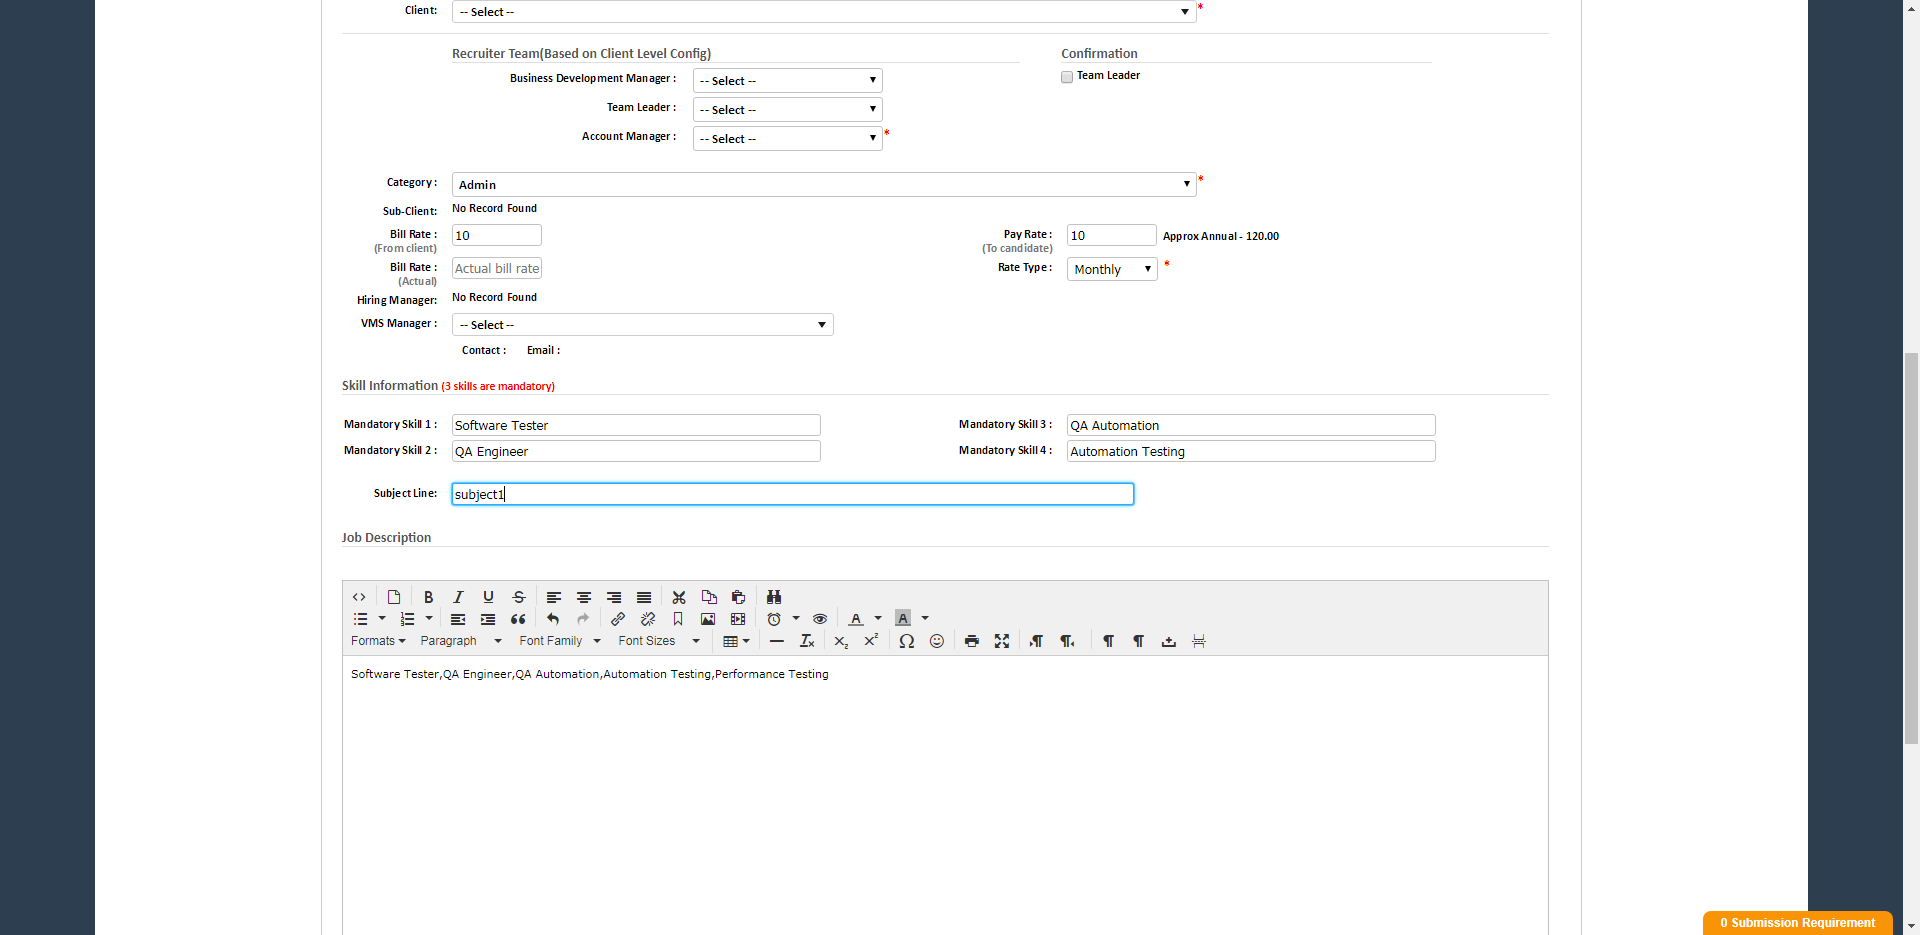 Client: -- Select -- *
Recruiter Team(Based on Client Level Config) Confirmation
Business Development Manager : -- Select -- Team Leader
Team Leader : -- Select --
Account Manager : -- Select -- *
Category : Admin *
Sub-Client: No Record Found
Bill Rate : 10 Pay Rate : 10 Approx Annual - 120.00
(From client) (To candidate)
Bill Rate : Actual bill rate Rate Type : Monthly *
(Actual)
Hiring Manager: No Record Found
VMS Manager : -- Select --
Contact : Email :
Skill Information (3 skills are mandatory)
Mandatory Skill 1 : Software Tester Mandatory Skill 3 : QA Automation
Mandatory Skill 2 : QA Engineer Mandatory Skill 4 : Automation Testing
Subject Line: subject1
Job Description
Formats Paragraph Font Family Font Sizes
Software Tester,QA Engineer,QA Automation,Automation Testing,Performance Testing
0 Submission Requirement